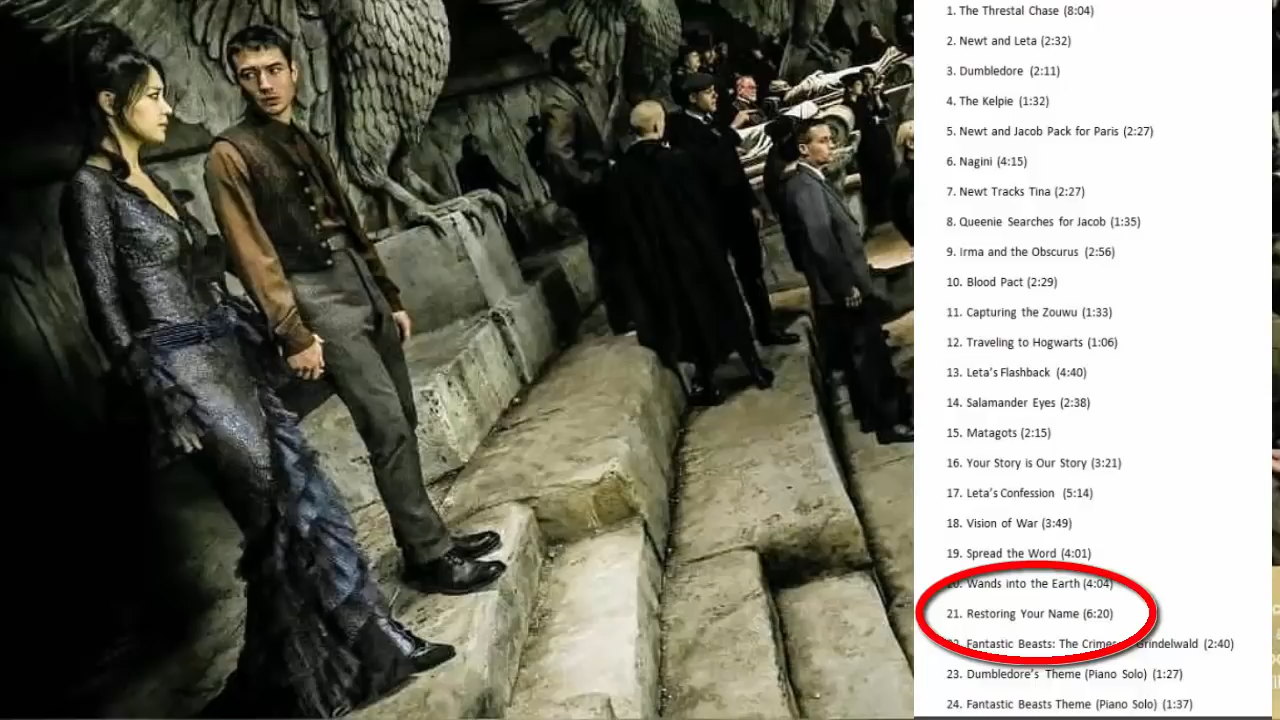 1. The Threstal Chase (8:04)
2. Newt and Leta (2:32)
3. Dumbledore (2:11)
4. The Kelpie (1:32)
5. Newt and Jacob Pack for Paris (2:27)
6. Nagini (4:15)
7. Newt Tracks Tina (2:27)
8. Queenie Searches for Jacob (1:35)
9. Irma and the Obscurus (2:56)
10. Blood Pact (2:29)
11. Capturing the Zouwu (1:33)
12. Traveling to Hogwarts (1:06)
13. Leta's Flashback (4:40)
14. Salamander Eyes (2:38)
15. Matagots (2:15)
16. Your Story is Our Story (3:21)
17. Leta's Confession (5:14)
18. Vision of War (3:49)
19. Spread the Word (4:01)
20. Wands into the Earth (4:04)
21. Restoring Your Name (6:20)
22. Fantastic Beasts: The Crimes Grindelwald (2:40)
23. Dumbledore's Theme (Piano Solo) (1:27)
24. Fantastic Beasts Theme (Piano Solo) (1:37)